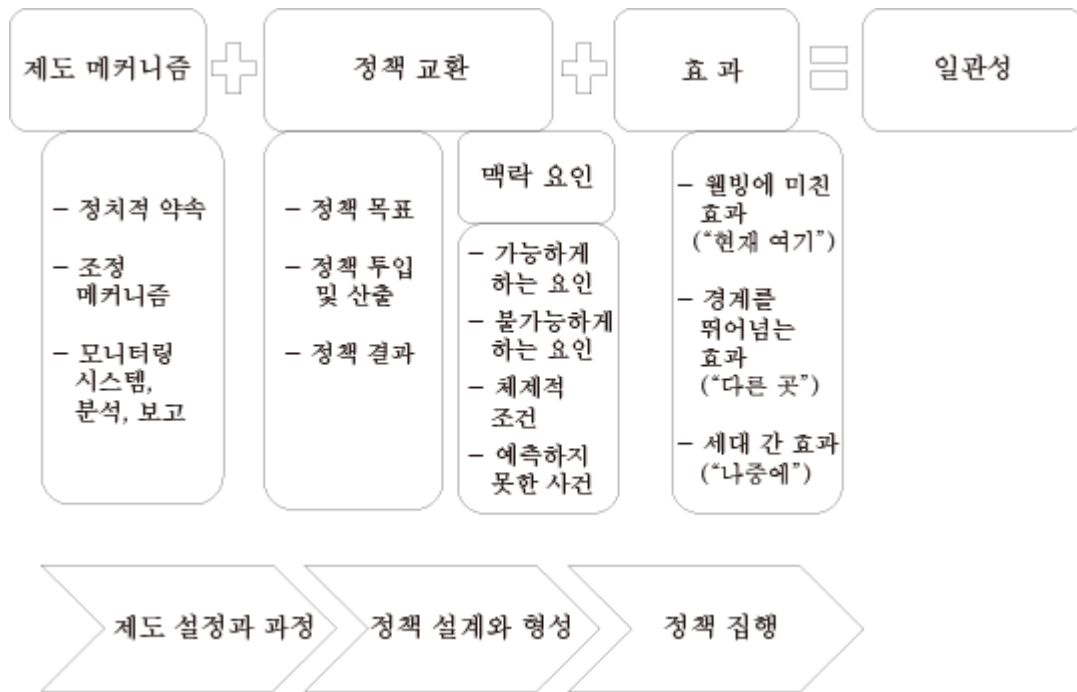 제도 메커니즘
정책 교환
효 과
일관성
– 정치적 약속
– 조정
메커니즘
– 모니터링
시스템,
분석, 보고
– 정책 목표
– 정책 투입
및 산출
– 정책 결과
맥락 요인
– 가능하게
하는 요인
– 불가능하게
하는 요인
– 체제적
조건
– 예측하지
못한 사건
– 웰빙에 미친
효과
(“현재 여기”)
– 경계를
뛰어넘는
효과
(“다른 곳”)
– 세대 간 효과
(“나중에”)
제도 설정과 과정
정책 설계와 형성
정책 집행